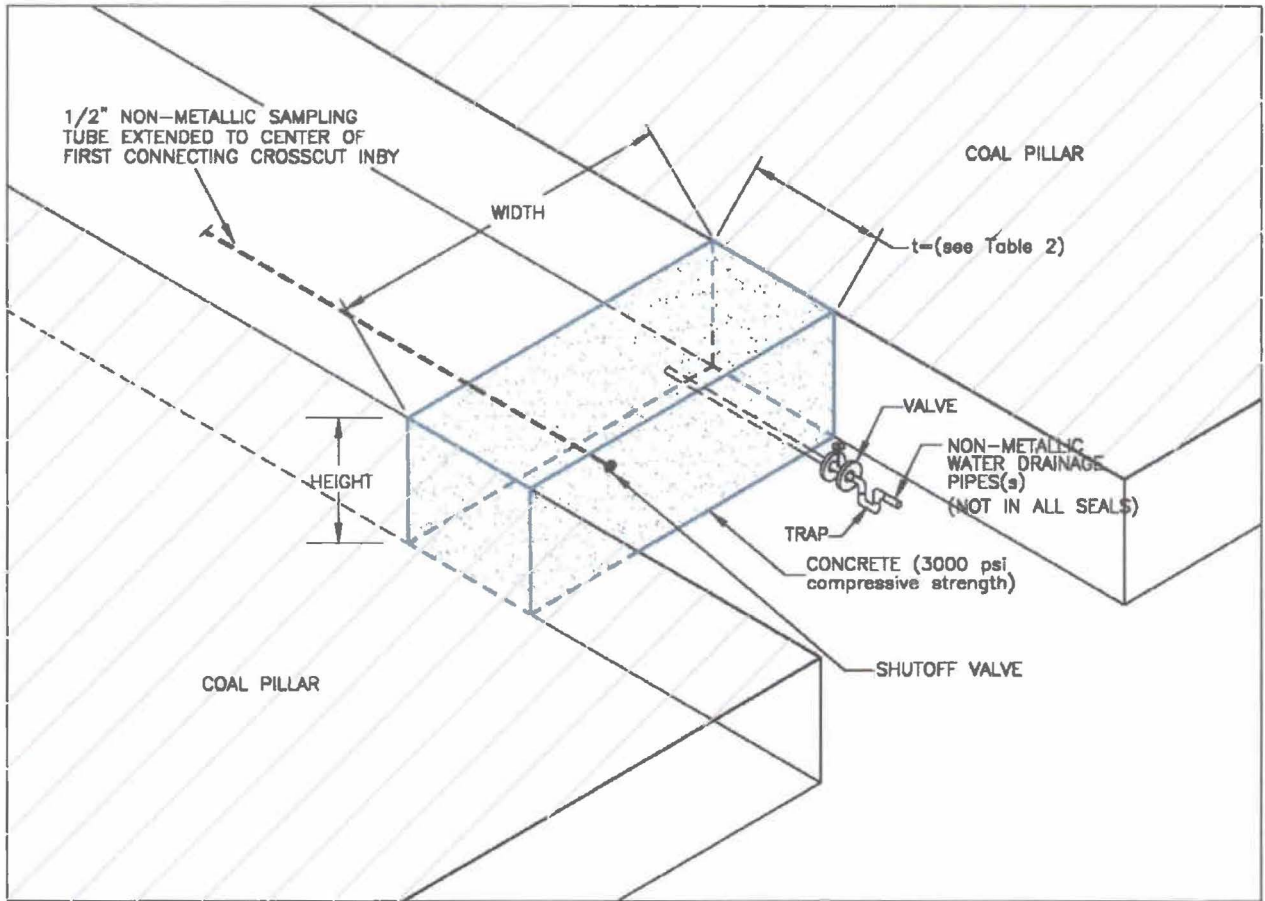 1/2" NON-METALLIC SAMPLING
TUBE EXTENDED TO CENTER OF
FIRST CONNECTING CROSSCUT INBY
COAL PILLAR
WIDTH
t=(see Table 2)
VALVE
NON-METALLIC
WATER DRAINAGE
PIPES(s)
(NOT IN ALL SEALS)
HEIGHT
TRAP
CONCRETE (3000 psi
compressive strength)
SHUTOFF VALVE
COAL PILLAR